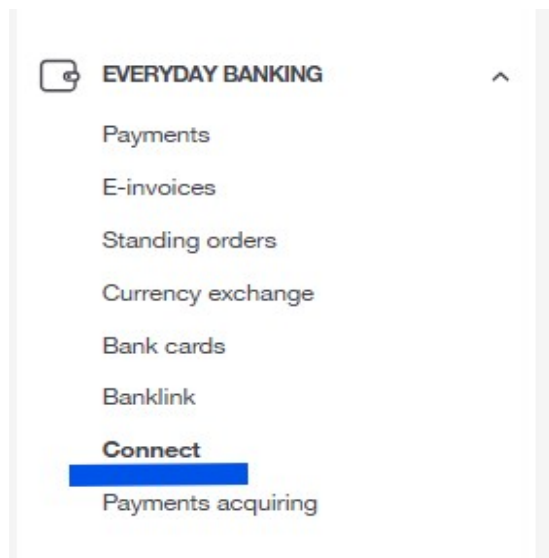 EVERYDAY BANKING
Payments
E-invoices
Standing orders
Currency exchange
Bank cards
Banklink
Connect
Payments acquiring